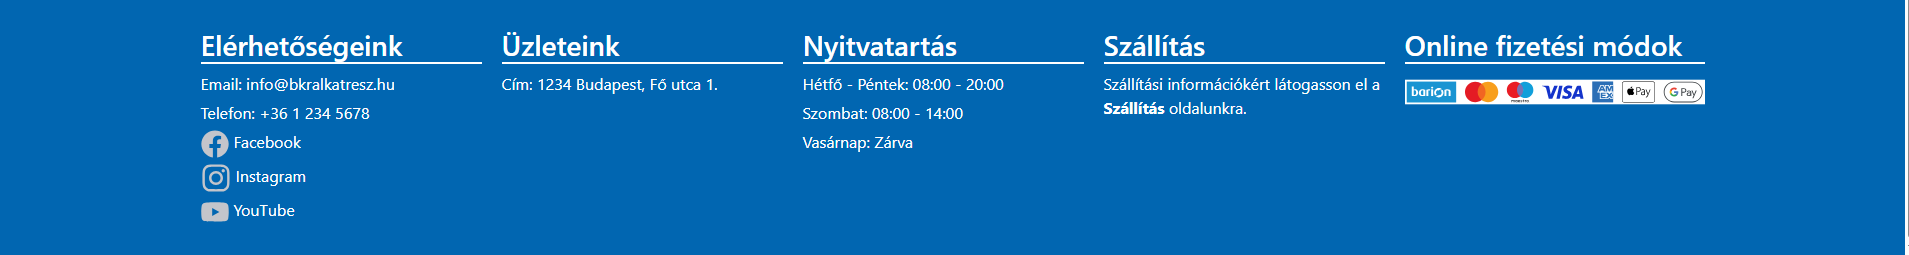 Elérhetőségeink
Email: info@bkralkatresz.hu
Telefon: +36 1 234 5678
Facebook
Instagram
YouTube
Üzleteink
Cím: 1234 Budapest, Fő utca 1.
Nyitvatartás
Hétfő - Péntek: 08:00 - 20:00
Szombat: 08:00 - 14:00
Vasárnap: Zárva
Szállítás
Szállítási információkért látogasson el a
Szállítás oldalunkra.
Online fizetési módok
barion VISA AM EX Pay G Pay